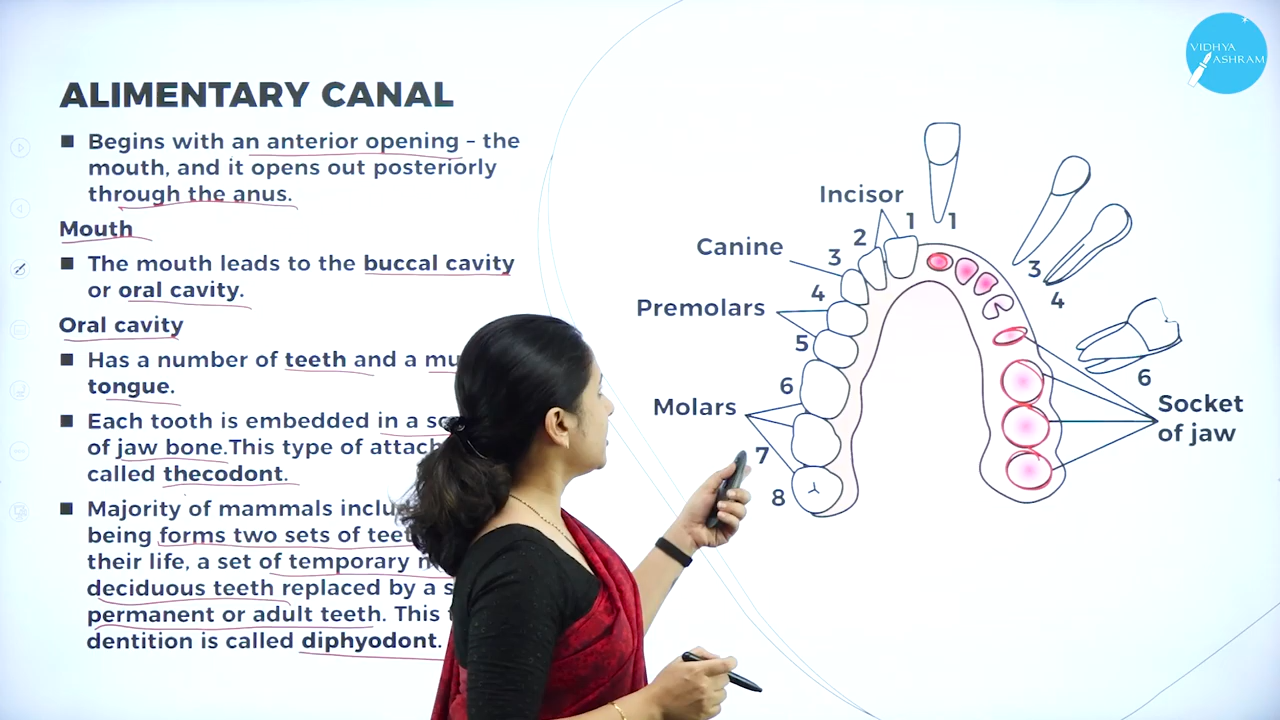 VIDHYA
ASHRAM
ALIMENTARY CANAL
Begins with an anterior opening – the
mouth, and it opens out posteriorly
through the anus.
Mouth
The mouth leads to the buccal cavity
or oral cavity.
Oral cavity
Has a number of teeth and a
tongue.
Each tooth is embedded in a
of jaw bone.This type of
called thecodont.
Majority of mammals
being forms two sets of
their life, a set of temporary
deciduous teeth replaced by a
permanent or adult teeth. This
dentition is called diphyodont.
Incisor
1
1
2
Canine
3
3
4
4
Premolars
5
6
6
Molars
7
8
Socket
of jaw